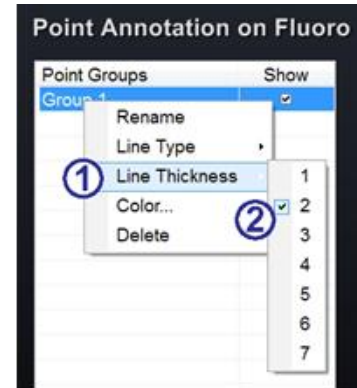 Point Annotation on Fluoro
Point Groups Show
Group 1
Rename
Line Type
1 Line Thickness 1
Color... 2 2
Delete 3
4
5
6
7